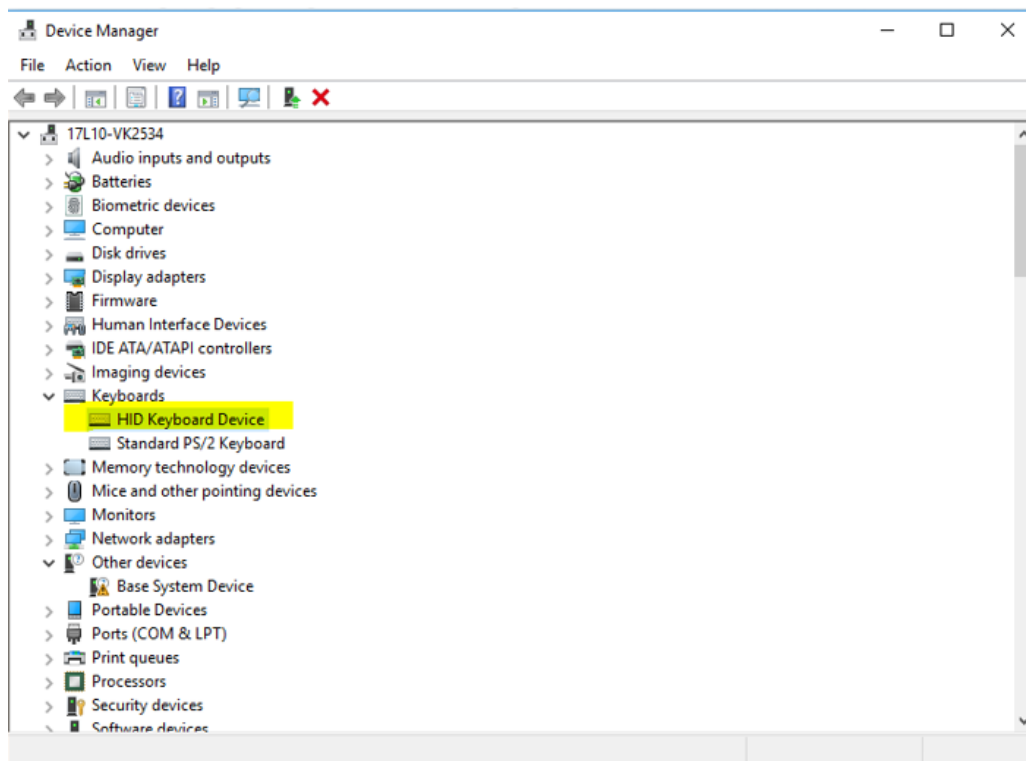 Device Manager
File Action View Help
17L10-VK2534
Audio inputs and outputs
Batteries
Biometric devices
Computer
Disk drives
Display adapters
Firmware
Human Interface Devices
IDE ATA/ATAPI controllers
Imaging devices
Keyboards
HID Keyboard Device
Standard PS/2 Keyboard
Memory technology devices
Mice and other pointing devices
Monitors
Network adapters
Other devices
Base System Device
Portable Devices
Ports (COM & LPT)
Print queues
Processors
Security devices
Software devices